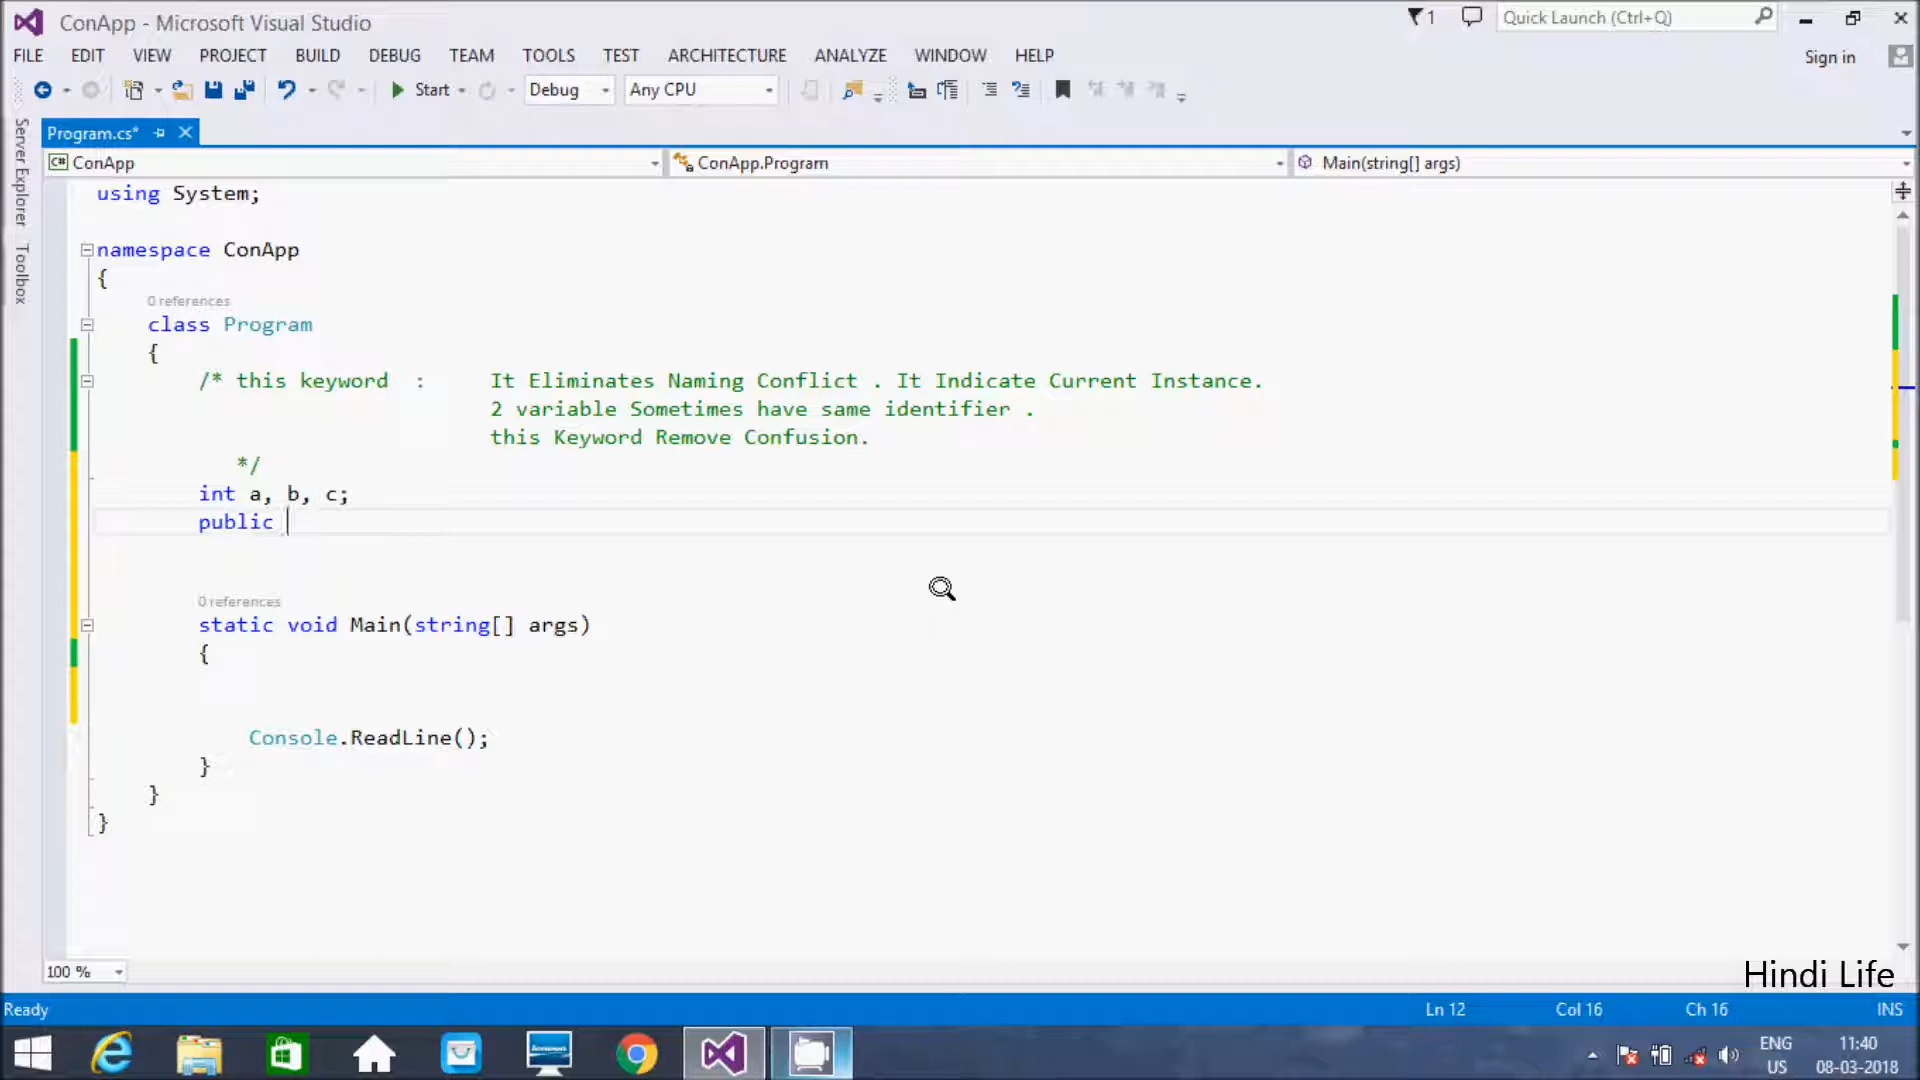 ConApp - Microsoft Visual Studio
1
Quick Launch (Ctrl+Q)
FILE EDIT VIEW PROJECT BUILD DEBUG TEAM TOOLS TEST ARCHITECTURE ANALYZE WINDOW HELP
Sign in
Start Debug Any CPU
Server Explorer
Toolbox
Program.cs*
C# ConApp
ConApp.Program
Main(string[] args)
using System;
namespace ConApp
{
0 references
class Program
{
/* this keyword : It Eliminates Naming Conflict . It Indicate Current Instance.
2 variable Sometimes have same identifier .
this Keyword Remove Confusion.
*/
int a, b, c;
public
0 references
static void Main(string[] args)
{
Console.ReadLine();
}
}
}
100 %
Hindi Life
Ready
Ln 12
Col 16
Ch 16
INS
ENG
US
11:40
08-03-2018